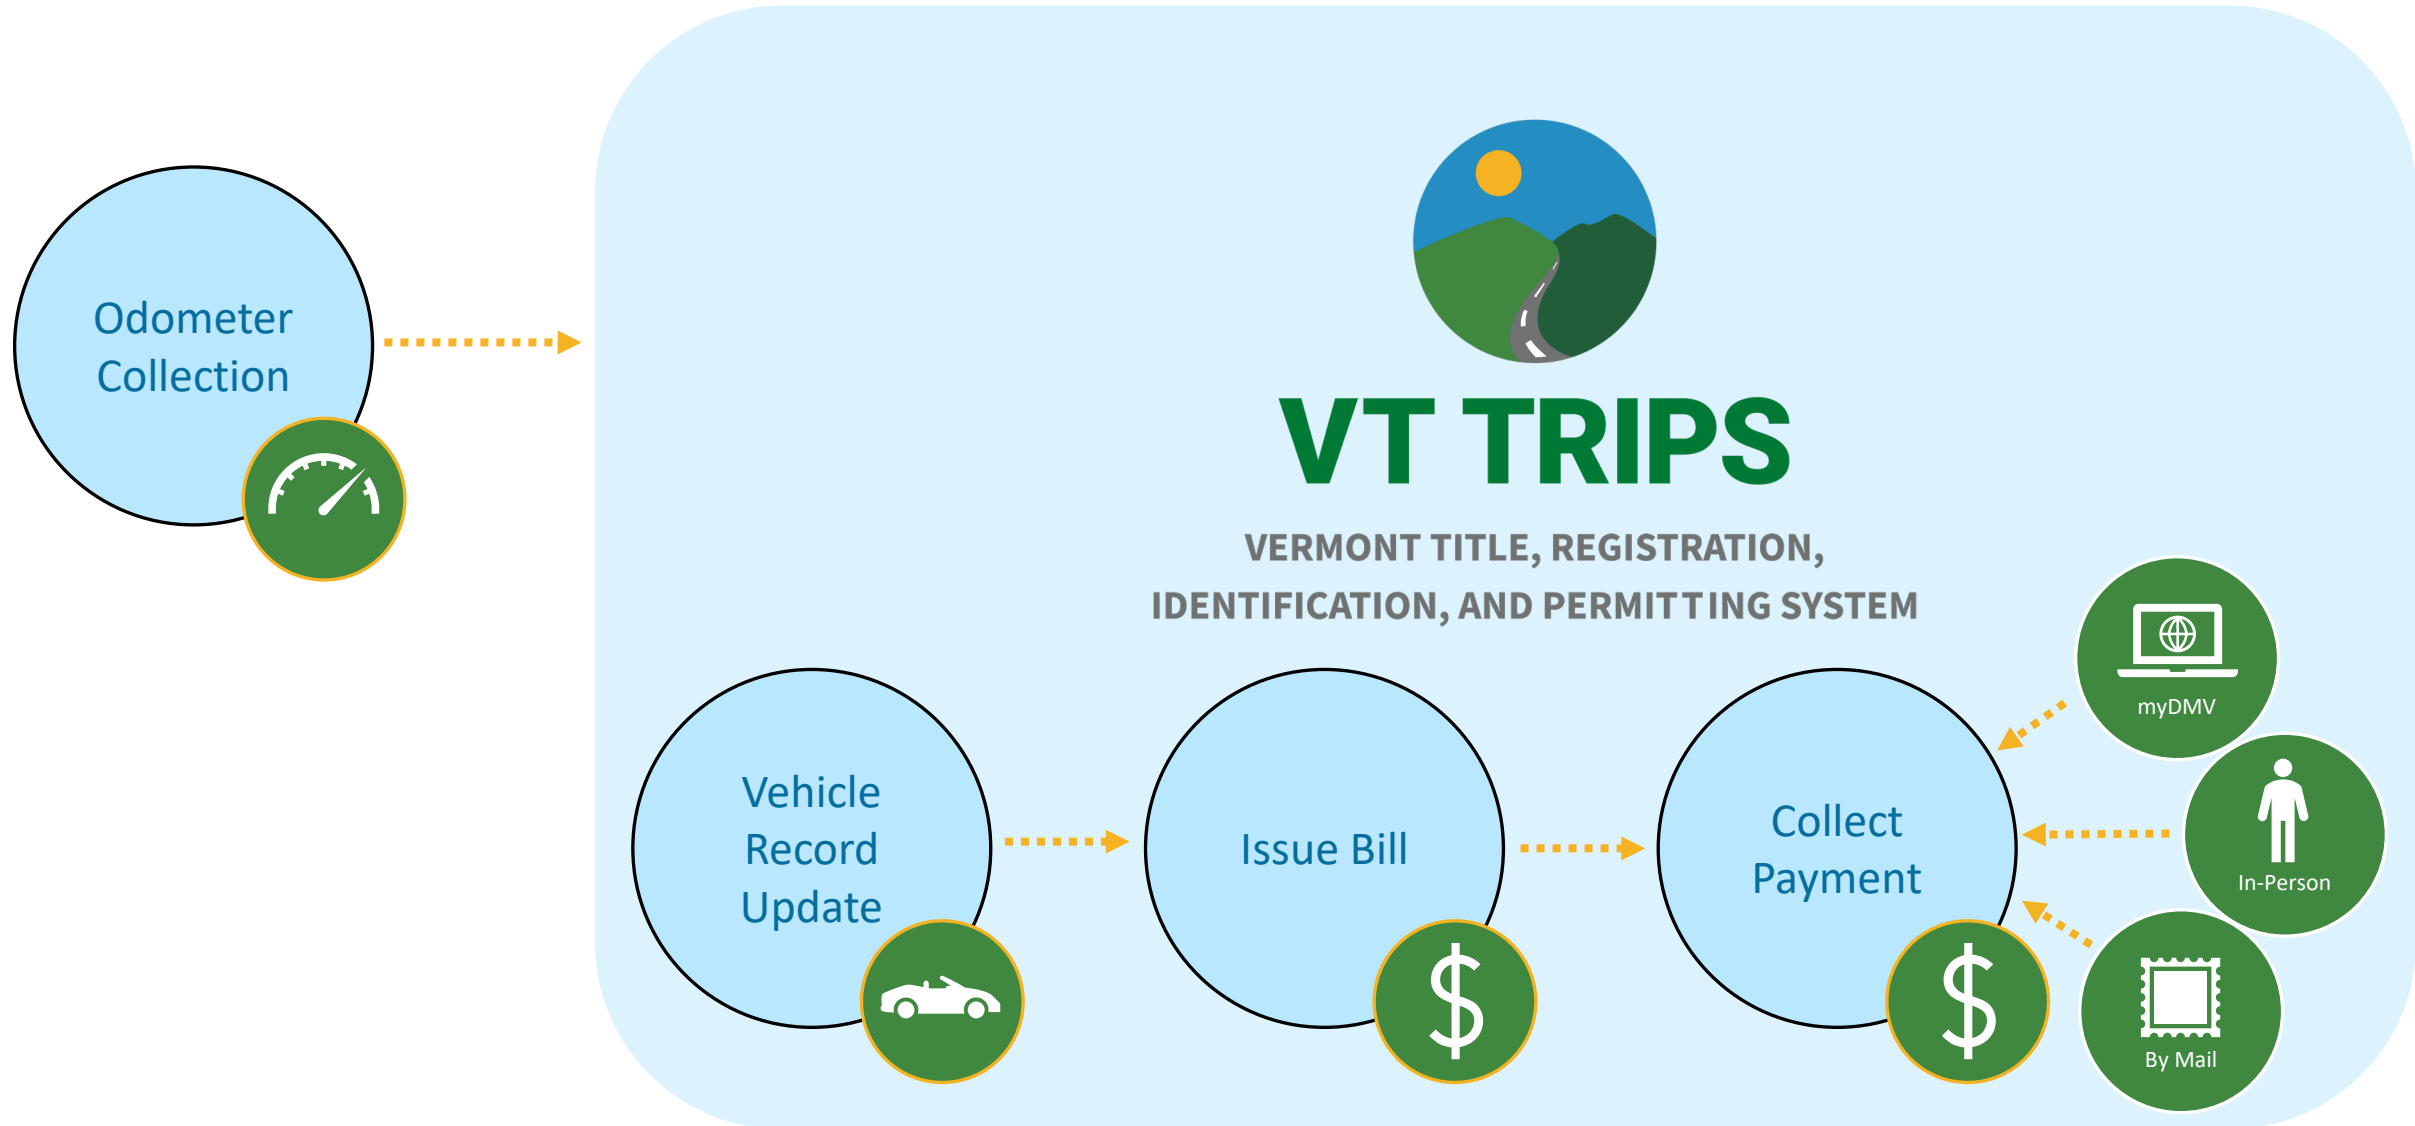 Odometer
Collection
VT TRIPS
VERMONT TITLE, REGISTRATION,
IDENTIFICATION, AND PERMITTING SYSTEM
Vehicle
Record
Update
Issue Bill
Collect
Payment
myDMV
In-Person
By Mail